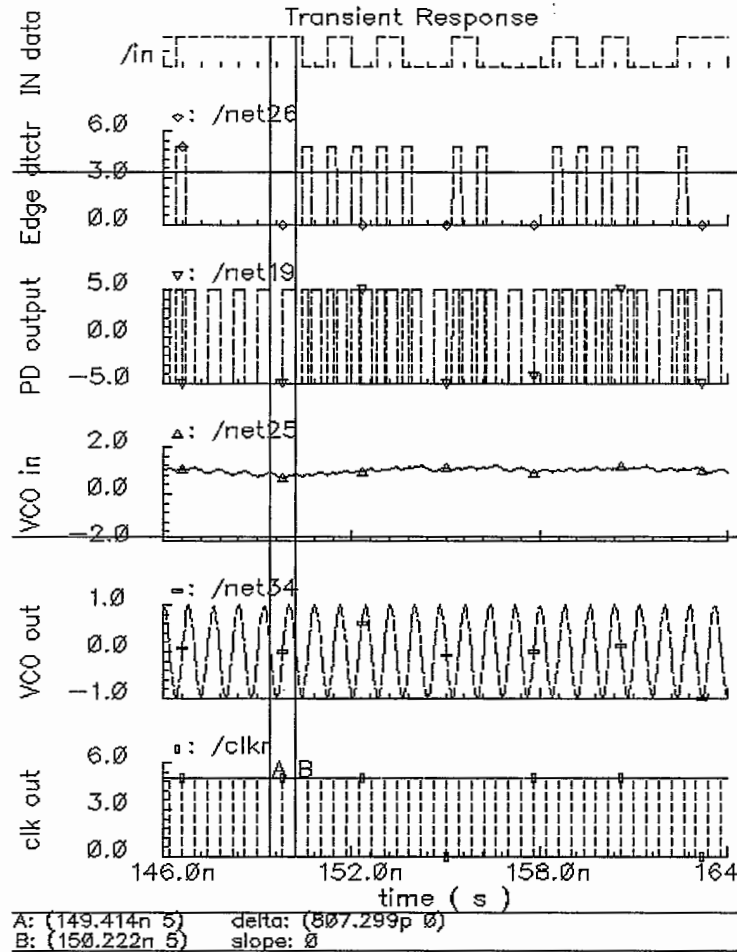 Transient Response
IN data
/in
Edge dtctr
◇: /net26
6.0
3.0
0.0
PD output
▽: /net19
5.0
0.0
−5.0
VCO in
△: /net25
2.0
0.0
−2.0
VCO out
▭: /net34
1.0
0.0
−1.0
clk out
▯: /clkr
6.0
3.0
0.0
A B
146.0n 152.0n 158.0n 164
time ( s )
A: (149.414n 5) delta: (807.299p 0)
B: (150.222n 5) slope: 0